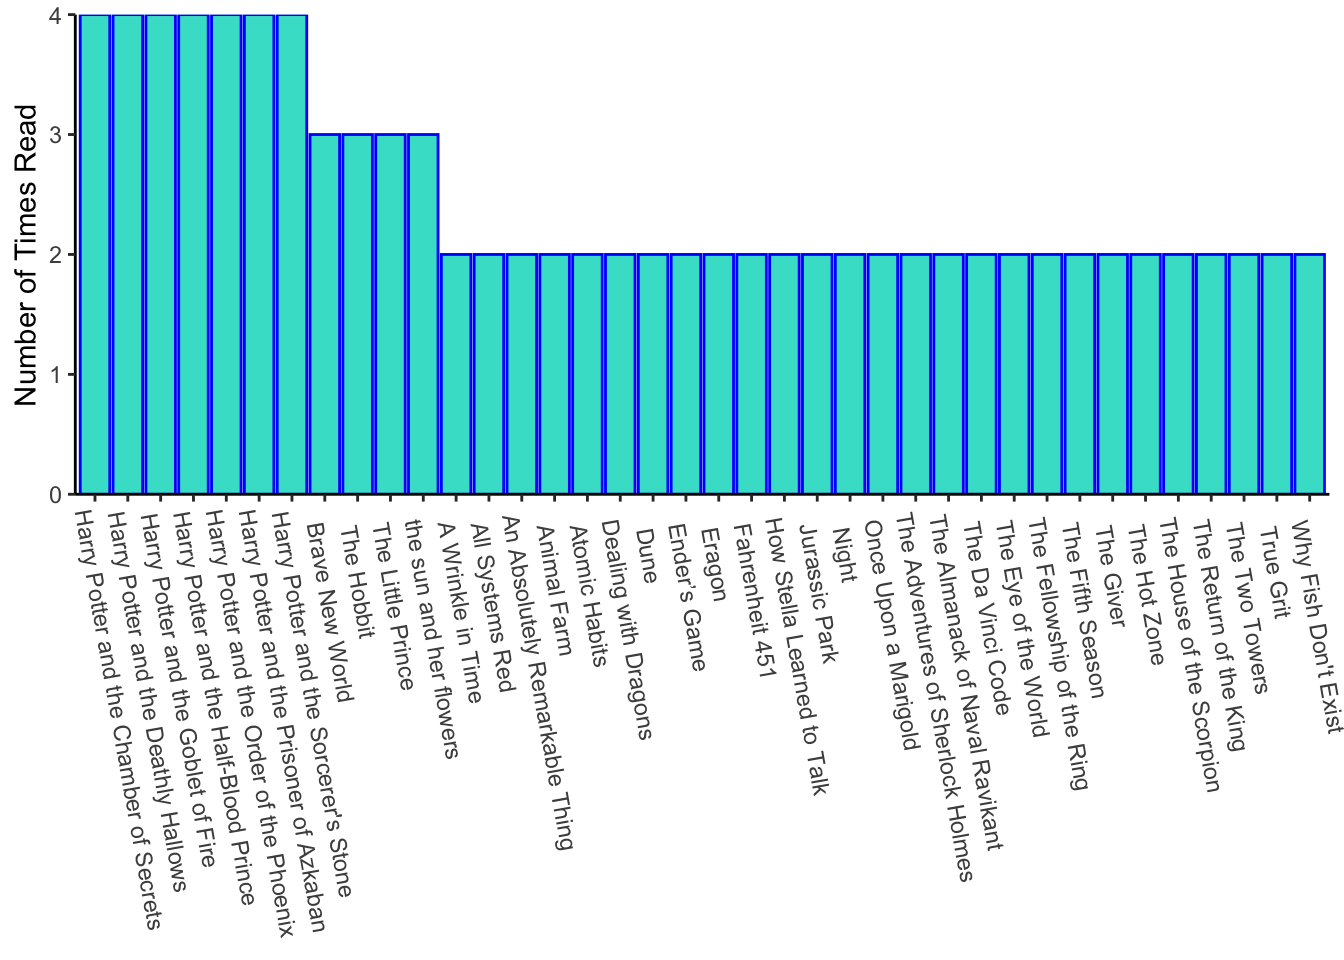 Number of Times Read
4
3
2
1
0
Harry Potter and the Chamber of Secrets
Harry Potter and the Deathly Hallows
Harry Potter and the Goblet of Fire
Harry Potter and the Half-Blood Prince
Harry Potter and the Order of the Phoenix
Harry Potter and the Prisoner of Azkaban
Harry Potter and the Sorcerer's Stone
Brave New World
The Hobbit
The Little Prince
the sun and her flowers
A Wrinkle in Time
All Systems Red
An Absolutely Remarkable Thing
Animal Farm
Atomic Habits
Dealing with Dragons
Dune
Ender's Game
Eragon
Fahrenheit 451
How Stella Learned to Talk
Jurassic Park
Night
Once Upon a Marigold
The Adventures of Sherlock Holmes
The Almanack of Naval Ravikant
The Da Vinci Code
The Eye of the World
The Fellowship of the Ring
The Fifth Season
The Giver
The Hot Zone
The House of the Scorpion
The Return of the King
The Two Towers
True Grit
Why Fish Don't Exist